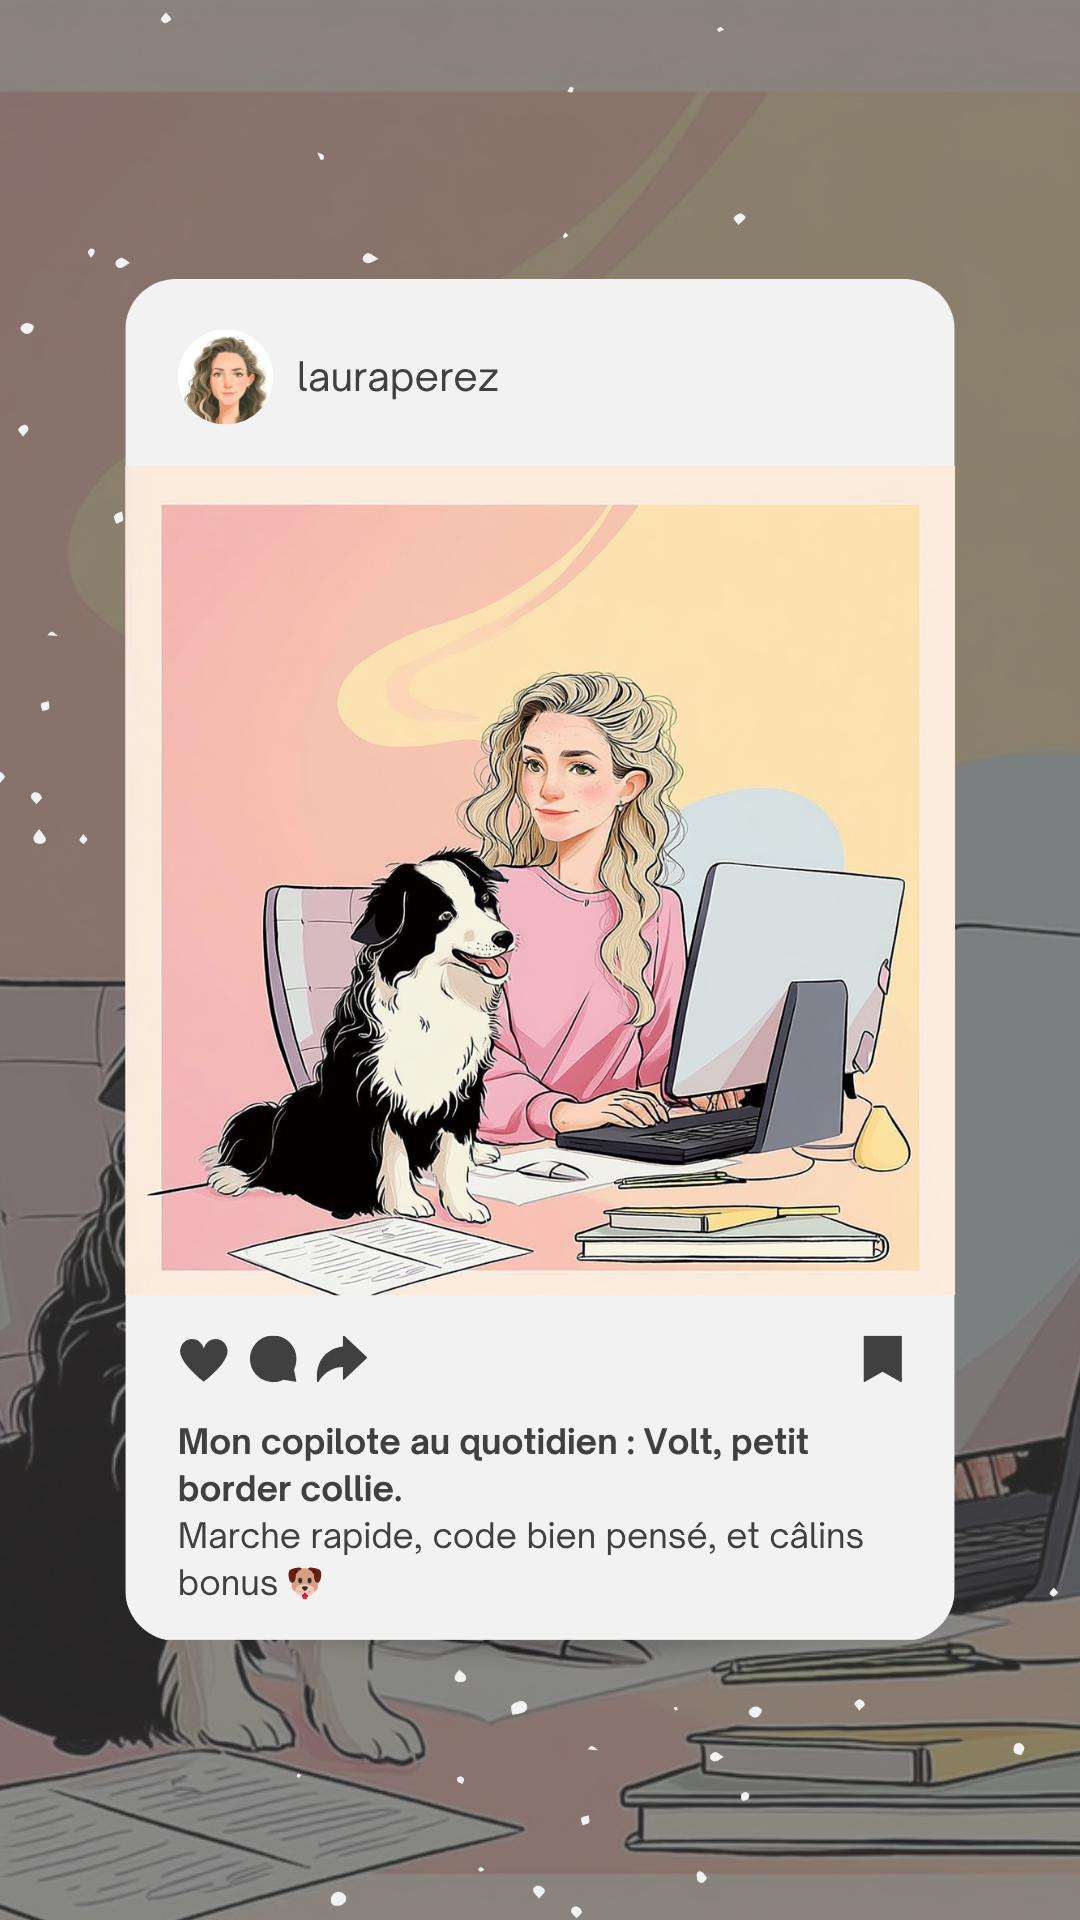 lauraperez
Mon copilote au quotidien : Volt, petit
border collie.
Marche rapide, code bien pensé, et câlins
bonus 🐶